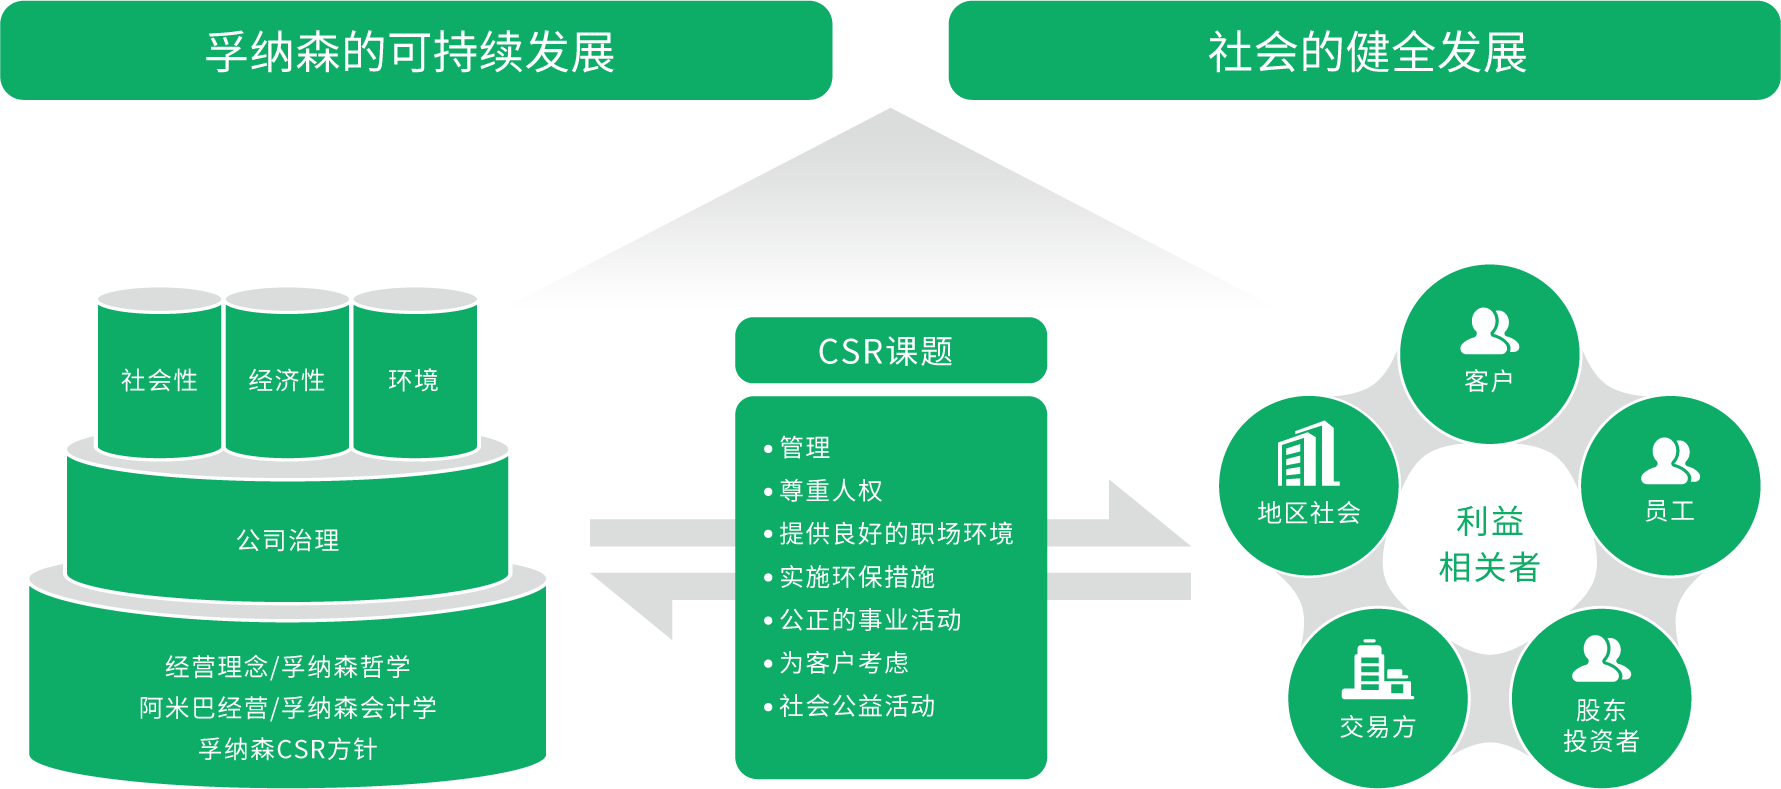 孚纳森的可持续发展
社会的健全发展
社会性
经济性
环境
公司治理
经营理念/孚纳森哲学
阿米巴经营/孚纳森会计学
孚纳森CSR方针
CSR课题
•管理
•尊重人权
•提供良好的职场环境
•实施环保措施
•公正的事业活动
•为客户考虑
•社会公益活动
客户
地区社会
员工
利益
相关者
交易方
股东
投资者